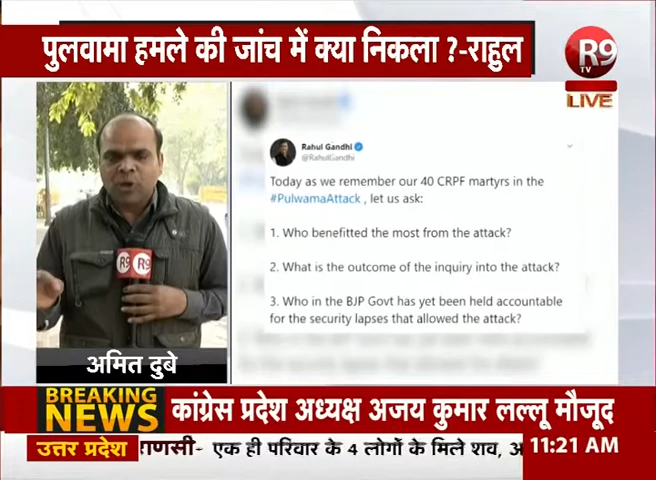 पुलवामा हमले की जांच में क्या निकला ?-राहुल
R9
TV
LIVE
Rahul Gandhi
@RahulGandhi
Today as we remember our 40 CRPF martyrs in the
#PulwamaAttack , let us ask:
1. Who benefitted the most from the attack?
2. What is the outcome of the inquiry into the attack?
3. Who in the BJP Govt has yet been held accountable
for the security lapses that allowed the attack?
R9 R9
अमित दुबे
BREAKING
NEWS
कांग्रेस प्रदेश अध्यक्ष अजय कुमार लल्लू मौजूद
उत्तर प्रदेश
राणसी- एक ही परिवार के 4 लोगों के मिले शव, अ
11:21 AM